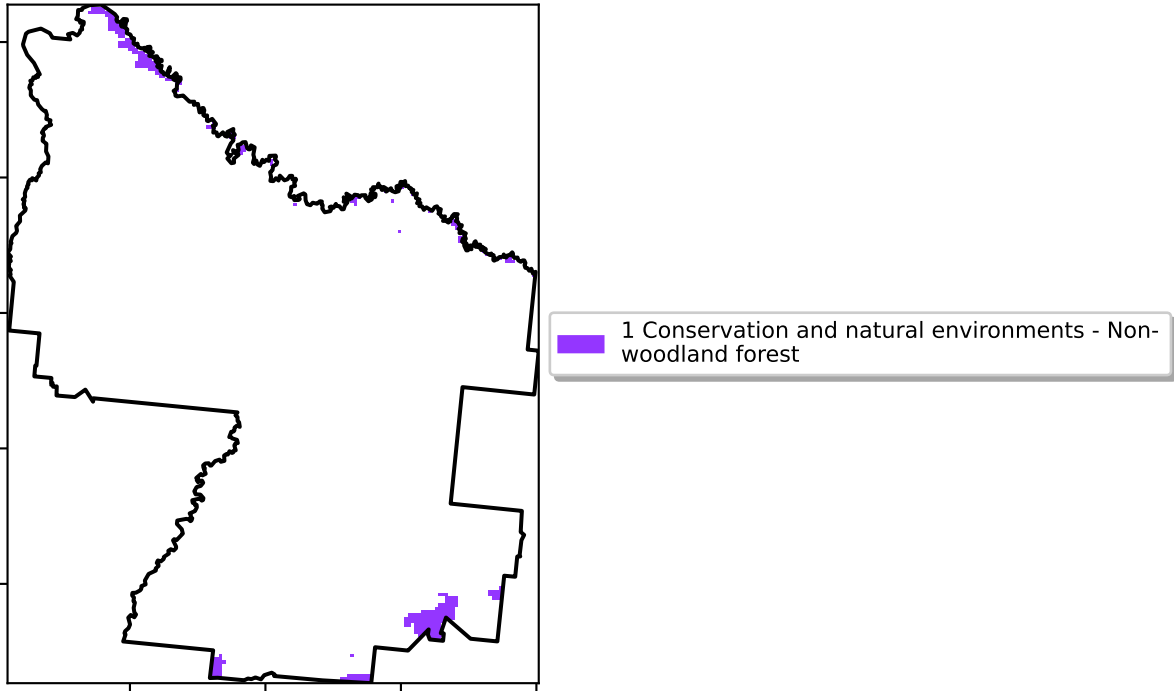 1 Conservation and natural environments - Non-
woodland forest